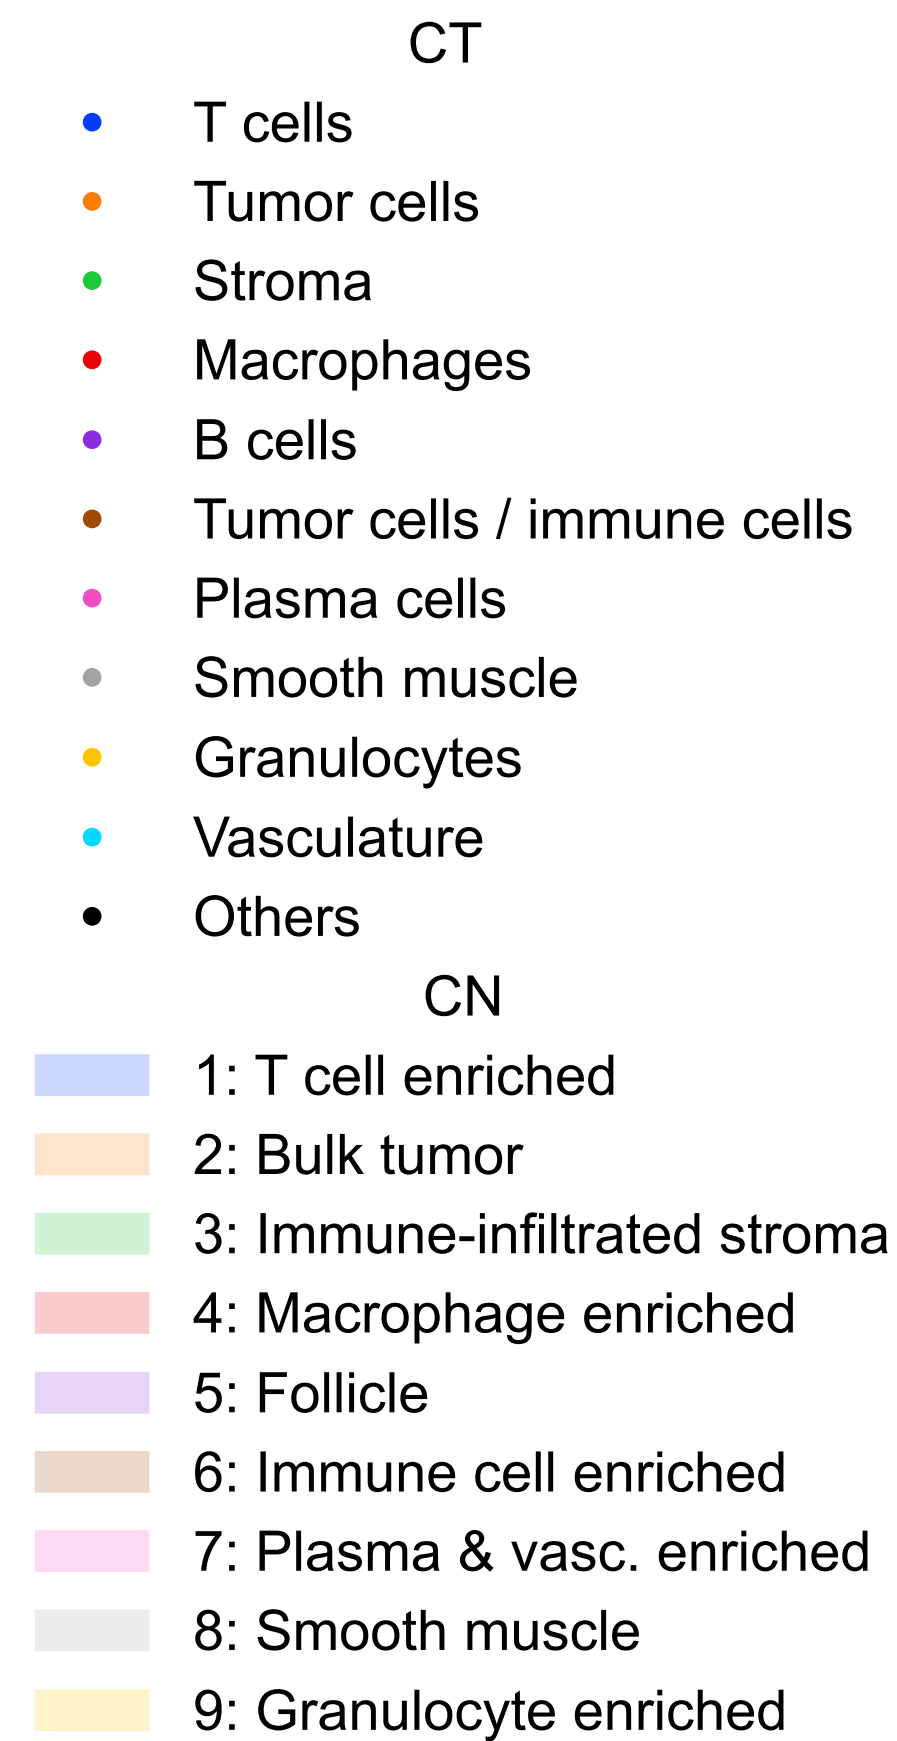 CT
T cells
Tumor cells
Stroma
Macrophages
B cells
Tumor cells / immune cells
Plasma cells
Smooth muscle
Granulocytes
Vasculature
Others
CN
1: T cell enriched
2: Bulk tumor
3: Immune-infiltrated stroma
4: Macrophage enriched
5: Follicle
6: Immune cell enriched
7: Plasma & vasc. enriched
8: Smooth muscle
9: Granulocyte enriched